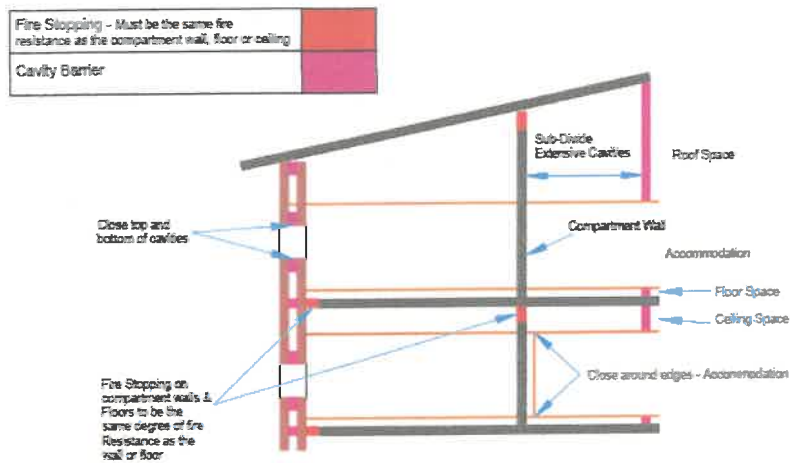 Fire Stopping - Must be the same fire
resistance as the compartment wall, floor or ceiling
Cavity Barrier
Sub-Divide
Extensive Cavities
Roof Space
Close top and
bottom of cavities
Compartment Wall
Accommodation
Floor Space
Ceiling Space
Close around edges - Accommodation
Fire Stopping on
compartment walls &
Floors to be the
same degree of fire
Resistance as the
wall or floor